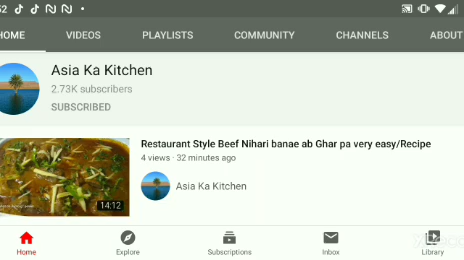 52
HOME VIDEOS PLAYLISTS COMMUNITY CHANNELS ABOUT
Asia Ka Kitchen
2.73K subscribers
SUBSCRIBED
Restaurant Style Beef Nihari banae ab Ghar pa very easy/Recipe
4 views · 32 minutes ago
Asia Ka Kitchen
14:12
Home Explore Subscriptions Inbox Library